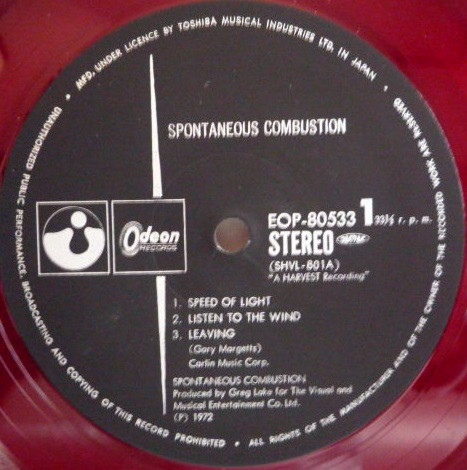 MFD. UNDER LICENCE BY TOSHIBA MUSICAL INDUSTRIES LTD. IN JAPAN
SPONTANEOUS COMBUSTION
Odeon
RECORDS
EOP-80533 1 33⅓ r. p. m.
STEREO
(SHVL-801A)
"A HARVEST Recording"
1. SPEED OF LIGHT
2. LISTEN TO THE WIND
3. LEAVING
(Gary Margetts)
Carlin Music Corp.
SPONTANEOUS COMBUSTION
Produced by Greg Lake for The Visual and
Musical Entertainment Co. Ltd.
(P) 1972
UNAUTHORIZED PUBLIC PERFORMANCE, BROADCASTING AND COPYING OF THIS RECORD PROHIBITED • ALL RIGHTS OF THE MANUFACTURER AND OF THE OWNER OF THE RECORDED WORK ARE RESERVED